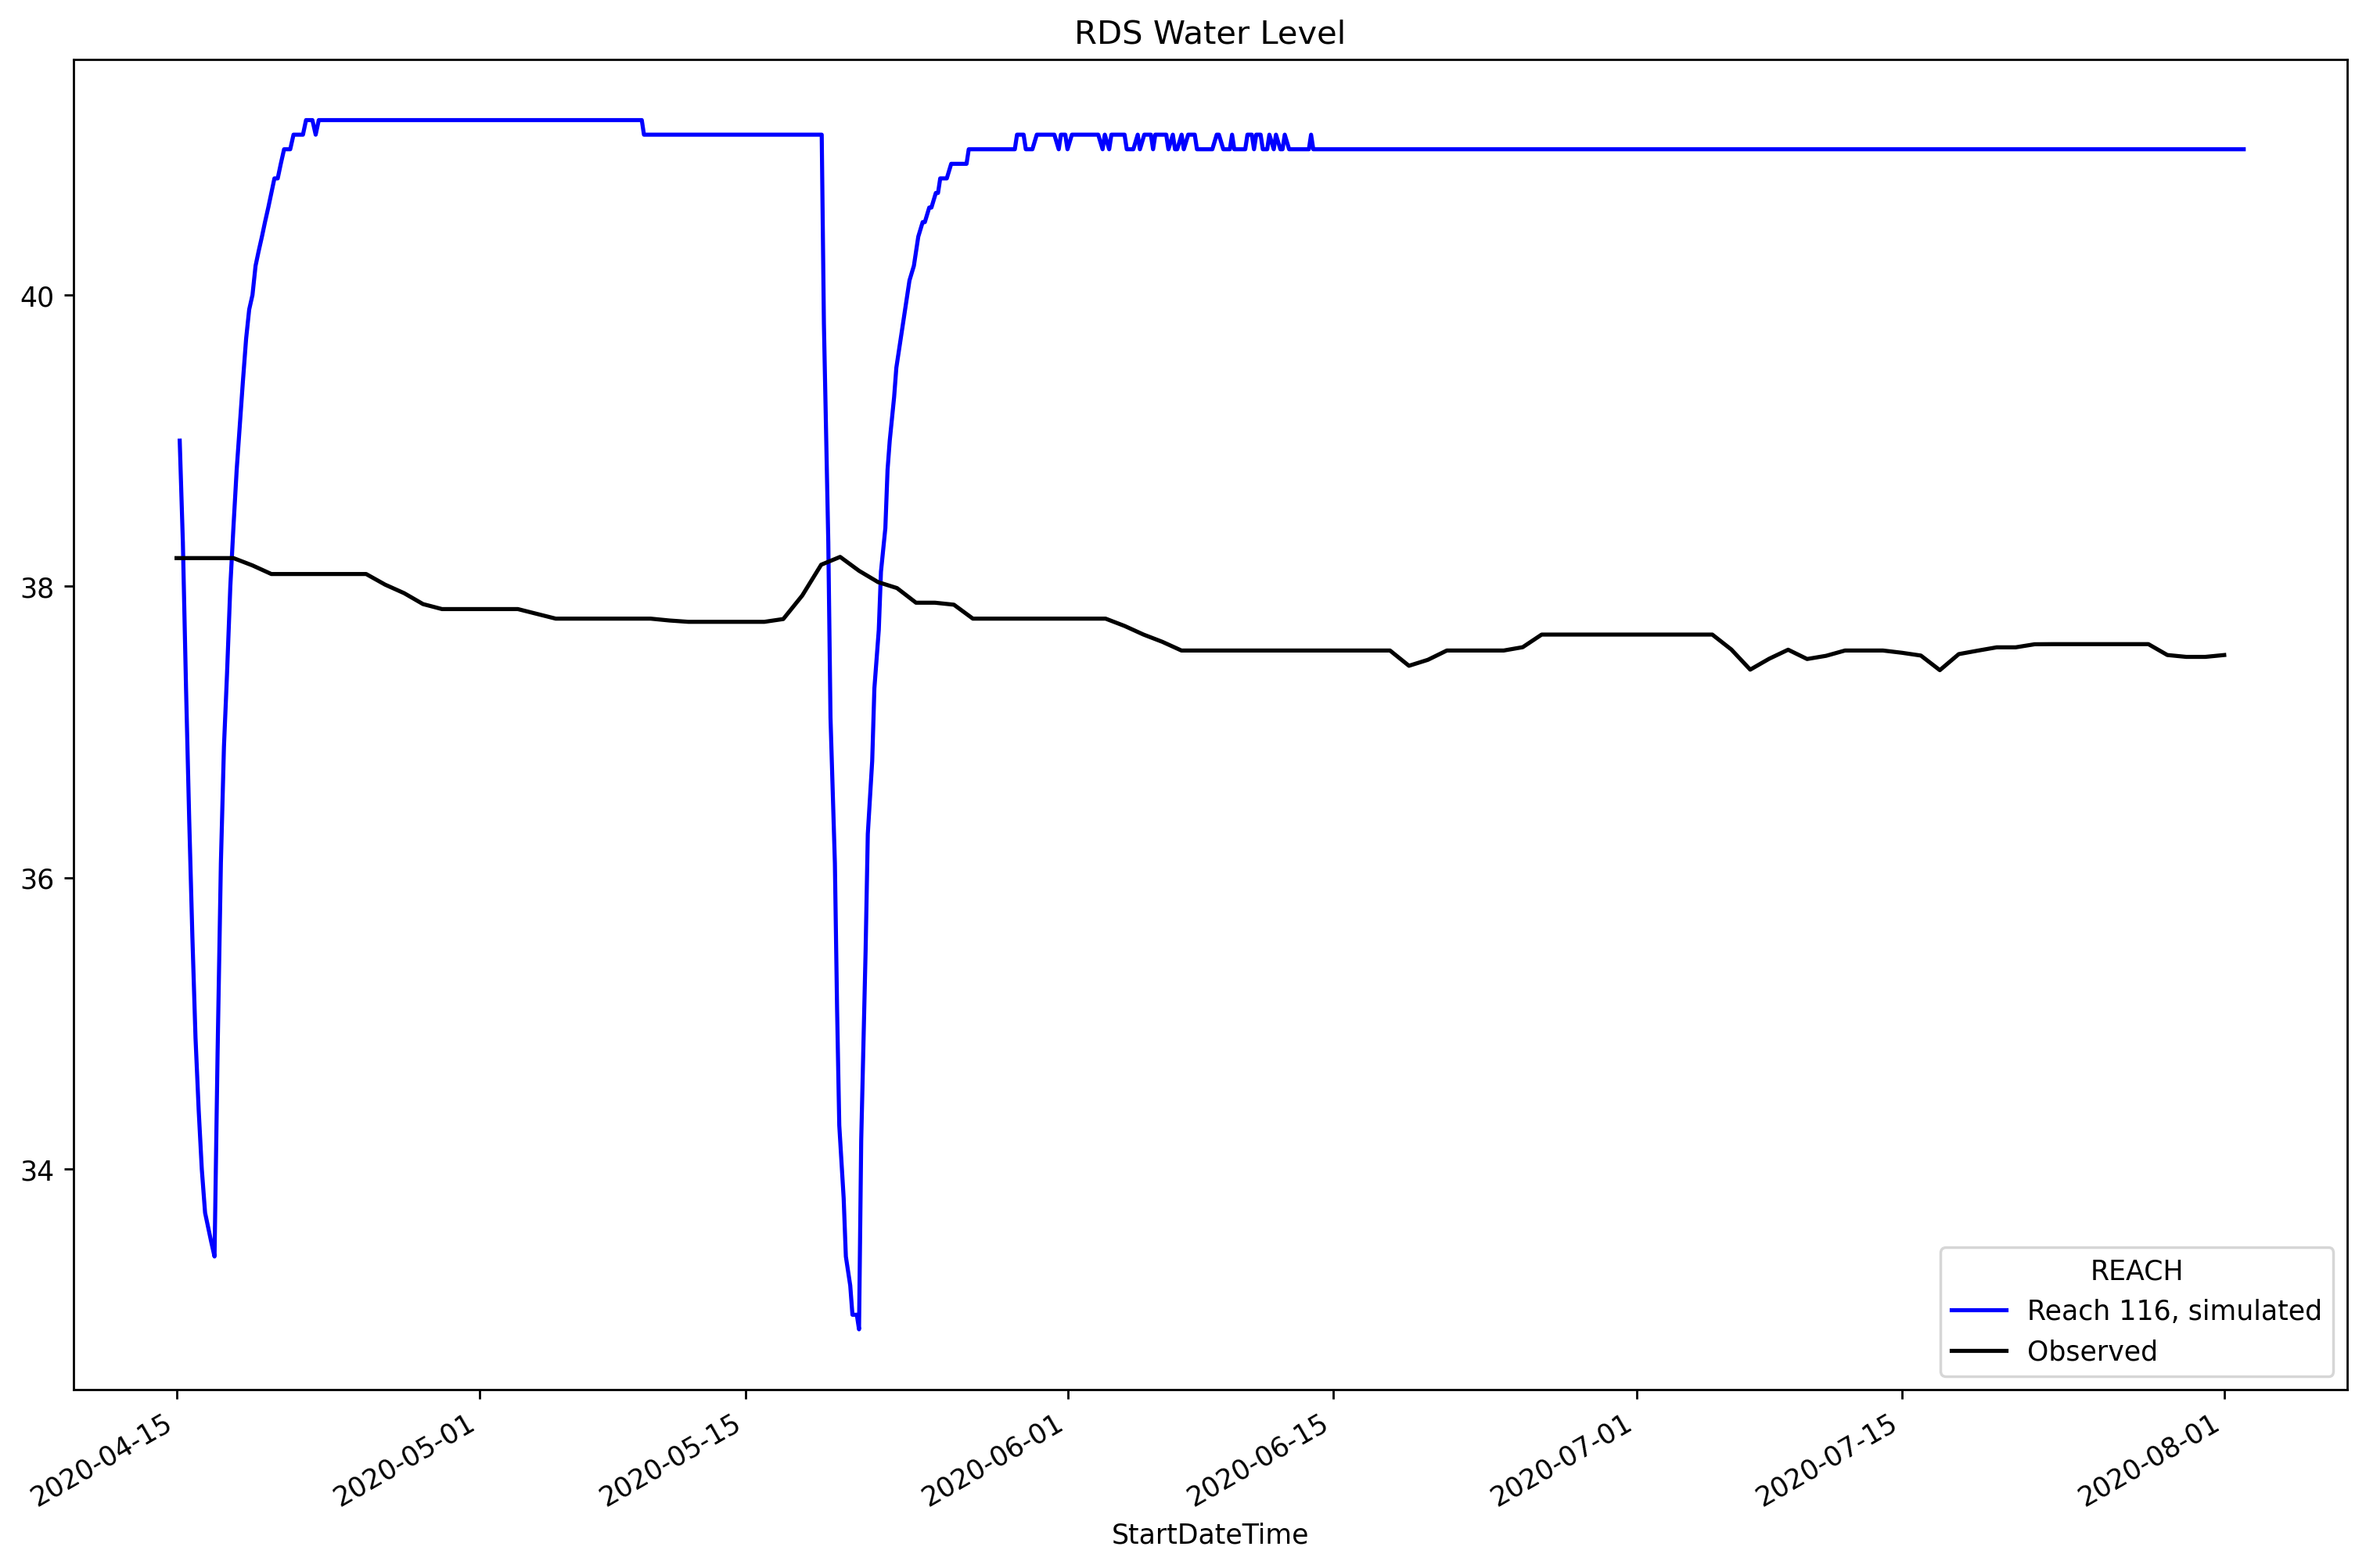 RDS Water Level
40
38
36
34
2020-04-15
2020-05-01
2020-05-15
2020-06-01
2020-06-15
2020-07-01
2020-07-15
2020-08-01
StartDateTime
REACH
Reach 116, simulated
Observed